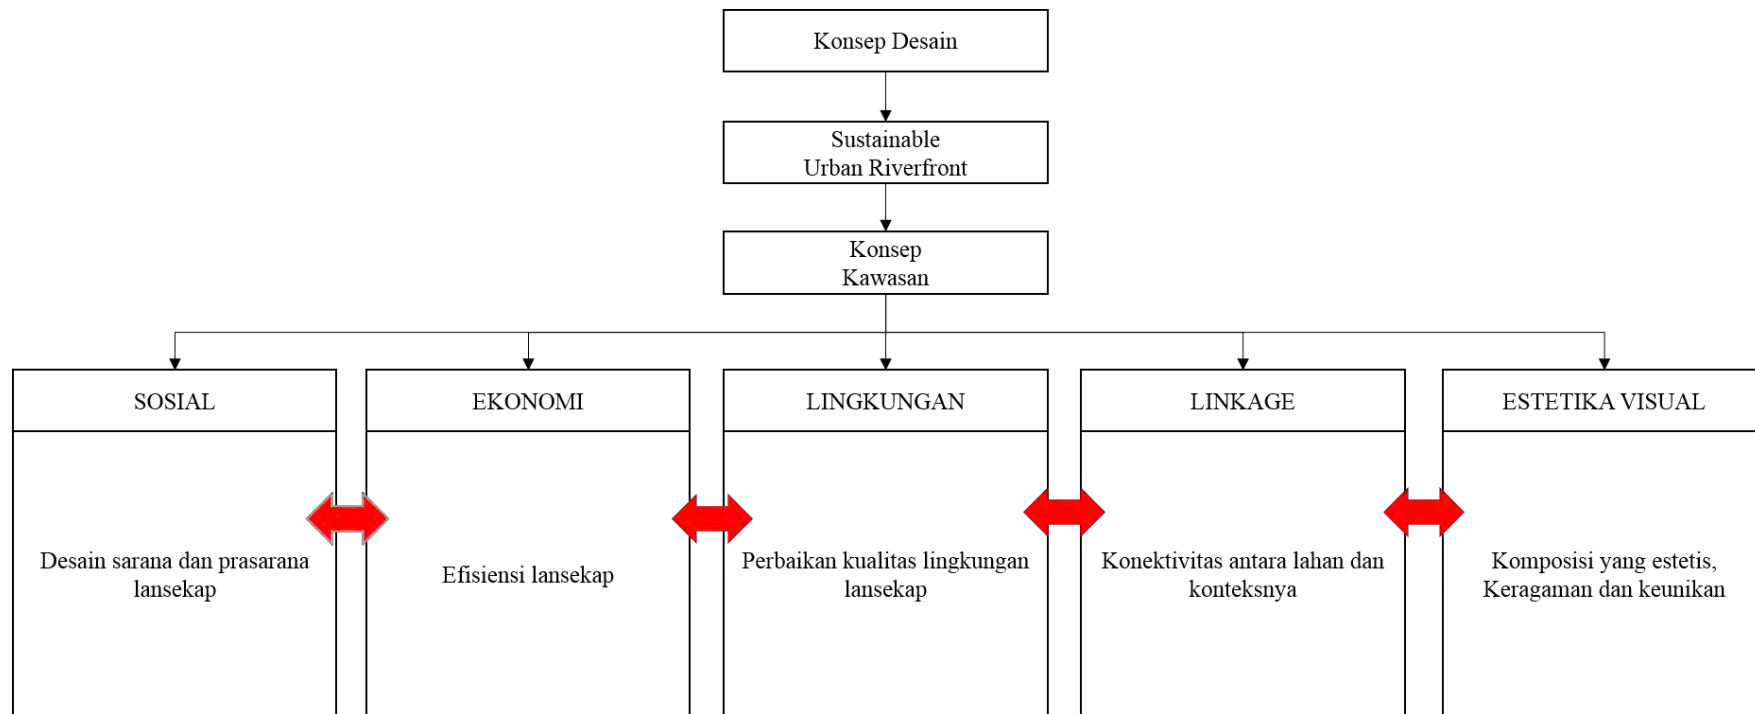 Konsep Desain
Sustainable
Urban Riverfront
Konsep
Kawasan
SOSIAL
EKONOMI
LINGKUNGAN
LINKAGE
ESTETIKA VISUAL
Desain sarana dan prasarana
lansekap
Efisiensi lansekap
Perbaikan kualitas lingkungan
lansekap
Konektivitas antara lahan dan
konteksnya
Komposisi yang estetis,
Keragaman dan keunikan